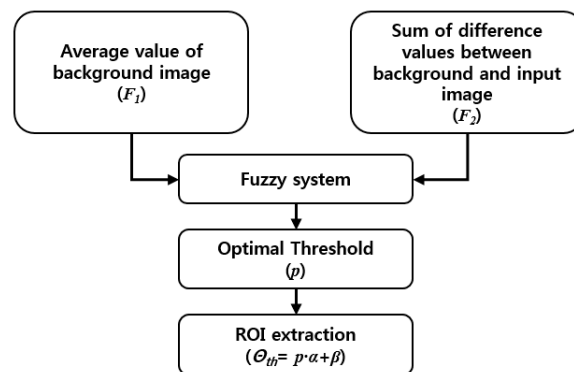 Average value of
background image
(F₁)
Sum of difference
values between
background and input
image
(F₂)
Fuzzy system
Optimal Threshold
(p)
ROI extraction
(Θth= p·α+β)